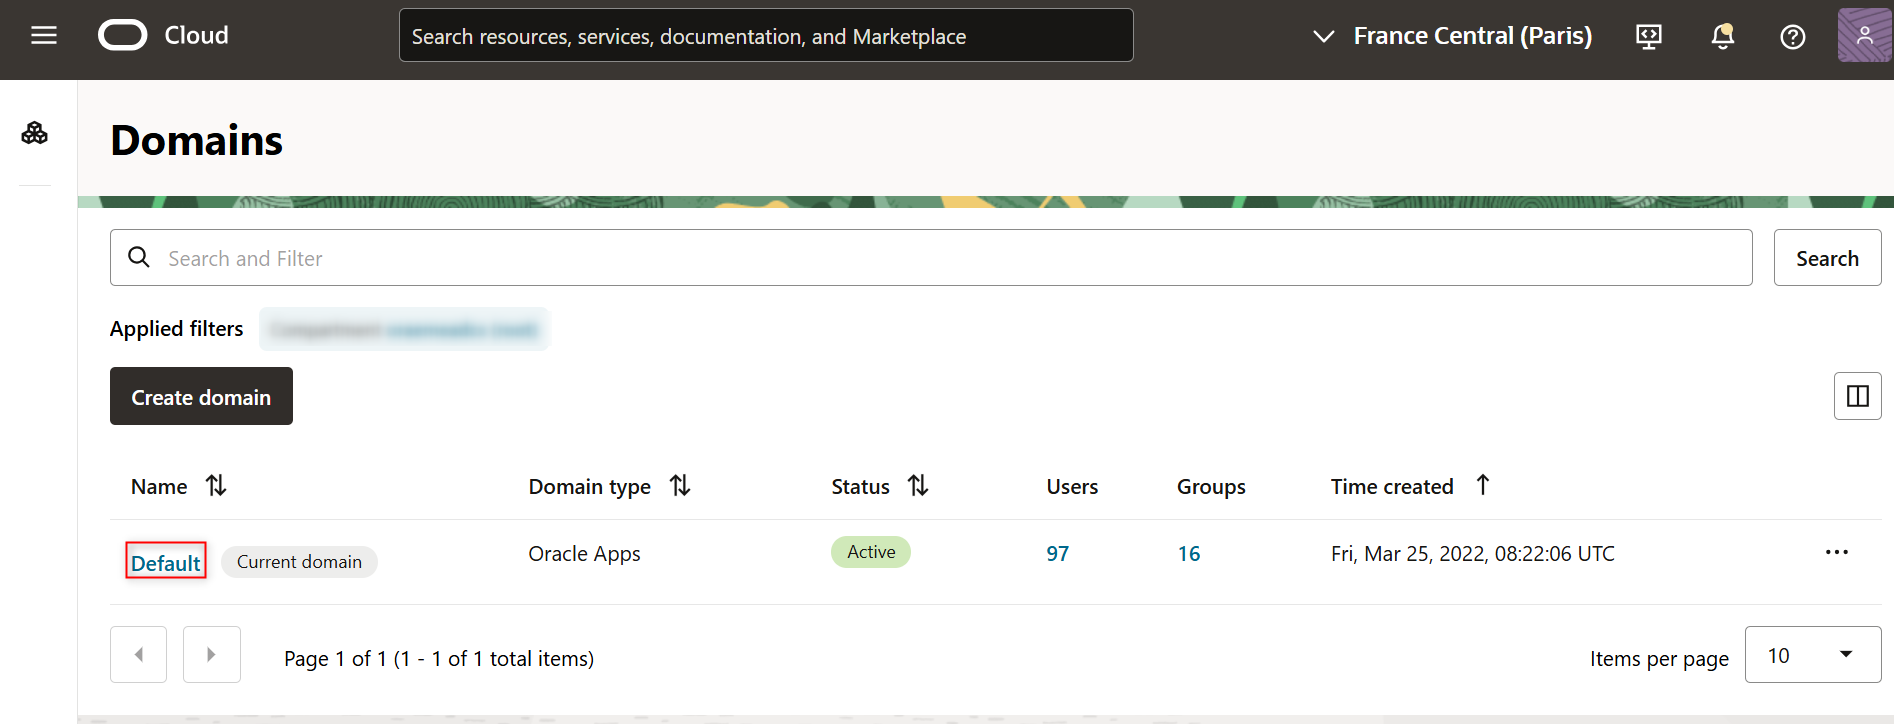 Cloud
Search resources, services, documentation, and Marketplace
France Central (Paris)
Domains
Search and Filter
Search
Applied filters
Create domain
Name
Domain type
Status
Users
Groups
Time created
Default
Current domain
Oracle Apps
Active
97
16
Fri, Mar 25, 2022, 08:22:06 UTC
Page 1 of 1 (1 - 1 of 1 total items)
Items per page
10